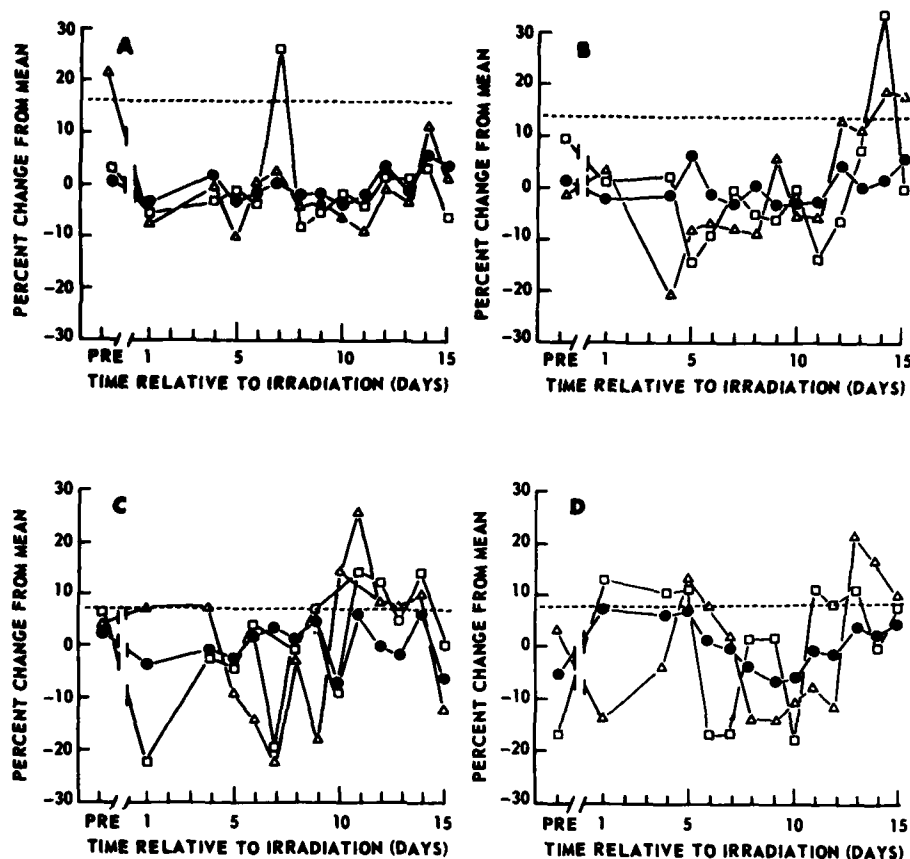 A
PERCENT CHANGE FROM MEAN
30
20
10
0
-10
-20
-30
PRE 1 5 10 15
TIME RELATIVE TO IRRADIATION (DAYS)
B
PERCENT CHANGE FROM MEAN
30
20
10
0
-10
-20
-30
PRE 1 5 10 15
TIME RELATIVE TO IRRADIATION (DAYS)
C
PERCENT CHANGE FROM MEAN
30
20
10
0
-10
-20
-30
PRE 1 5 10 15
TIME RELATIVE TO IRRADIATION (DAYS)
D
PERCENT CHANGE FROM MEAN
30
20
10
0
-10
-20
-30
PRE 1 5 10 15
TIME RELATIVE TO IRRADIATION (DAYS)